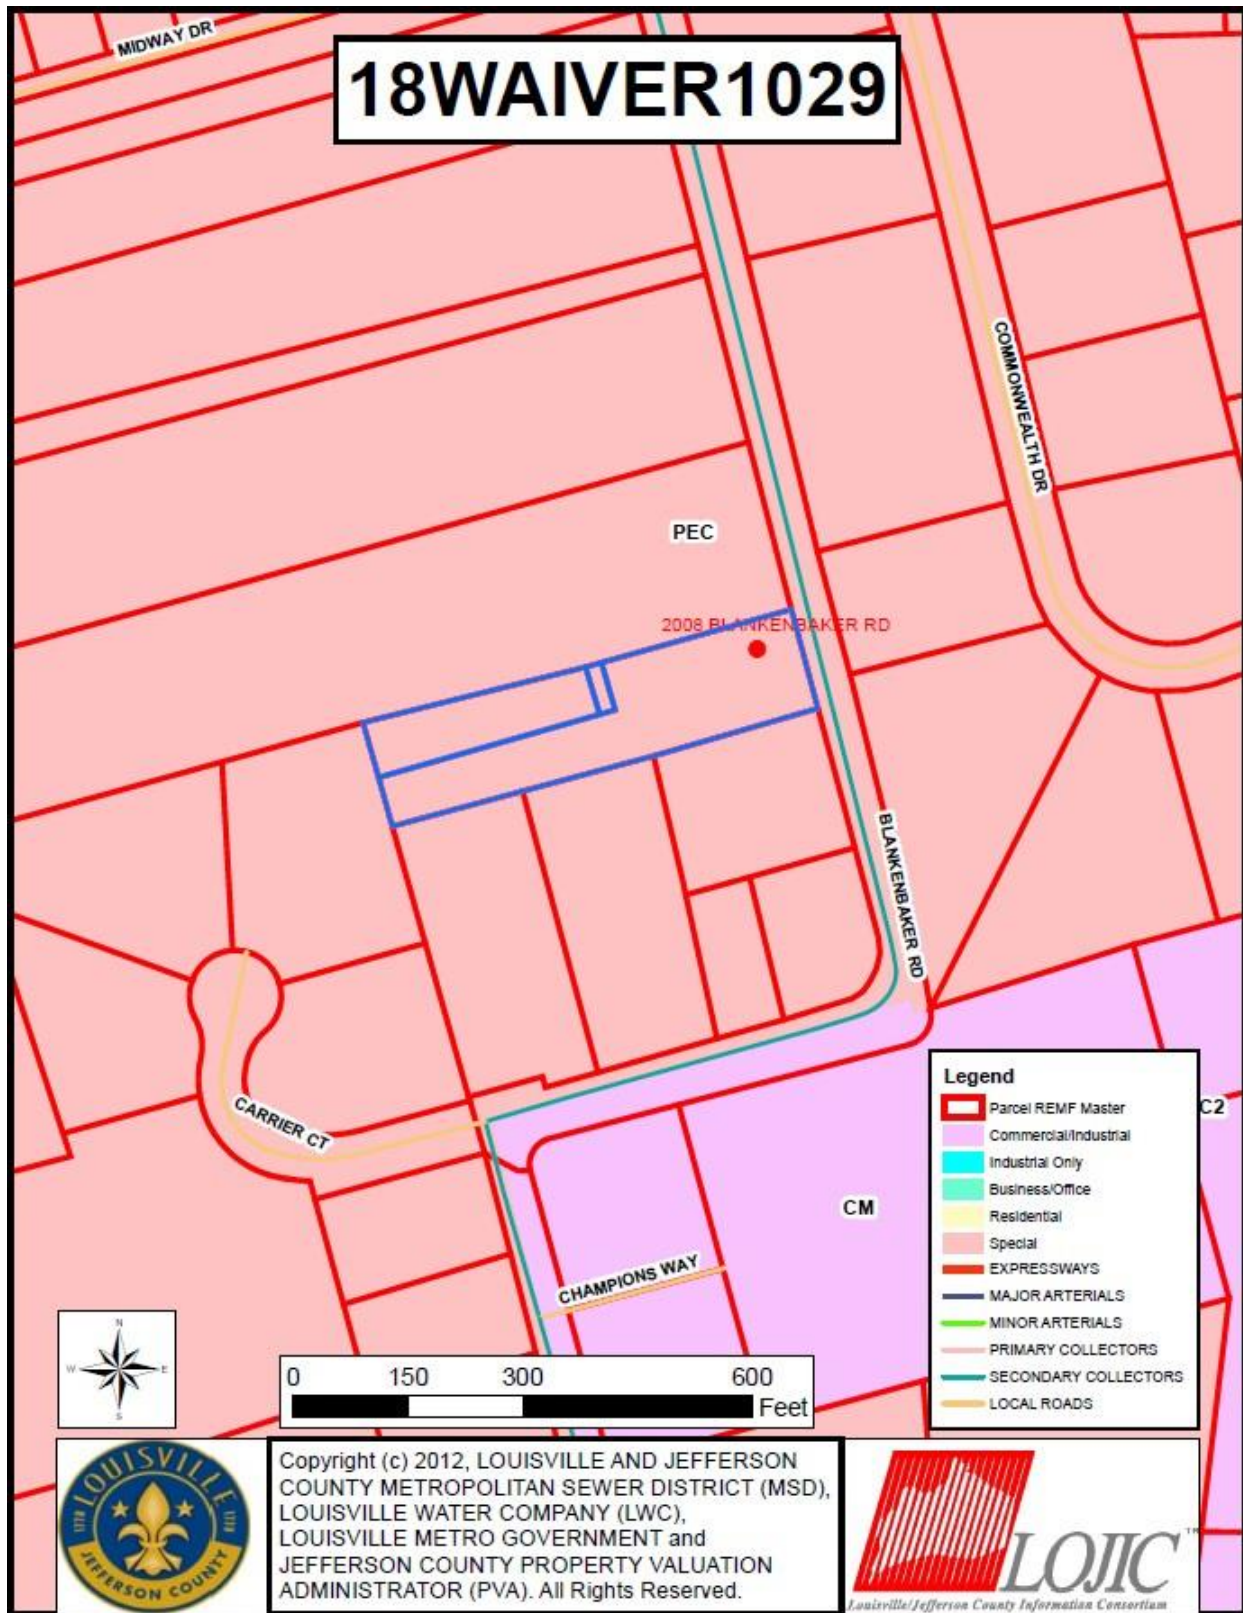 MIDWAY DR
18WAIVER1029
COMMONWEALTH DR
PEC
2008 BLANKENBAKER RD
BLANKENBAKER RD
CARRIER CT
CM
C2
CHAMPIONS WAY
Legend
Parcel REMF Master
Commercial/Industrial
Industrial Only
Business/Office
Residential
Special
EXPRESSWAYS
MAJOR ARTERIALS
MINOR ARTERIALS
PRIMARY COLLECTORS
SECONDARY COLLECTORS
LOCAL ROADS
N
W E
S
0 150 300 600
Feet
LOUISVILLE
1778 1778
JEFFERSON COUNTY
Copyright (c) 2012, LOUISVILLE AND JEFFERSON
COUNTY METROPOLITAN SEWER DISTRICT (MSD),
LOUISVILLE WATER COMPANY (LWC),
LOUISVILLE METRO GOVERNMENT and
JEFFERSON COUNTY PROPERTY VALUATION
ADMINISTRATOR (PVA). All Rights Reserved.
LOJIC TM
Louisville/Jefferson County Information Consortium